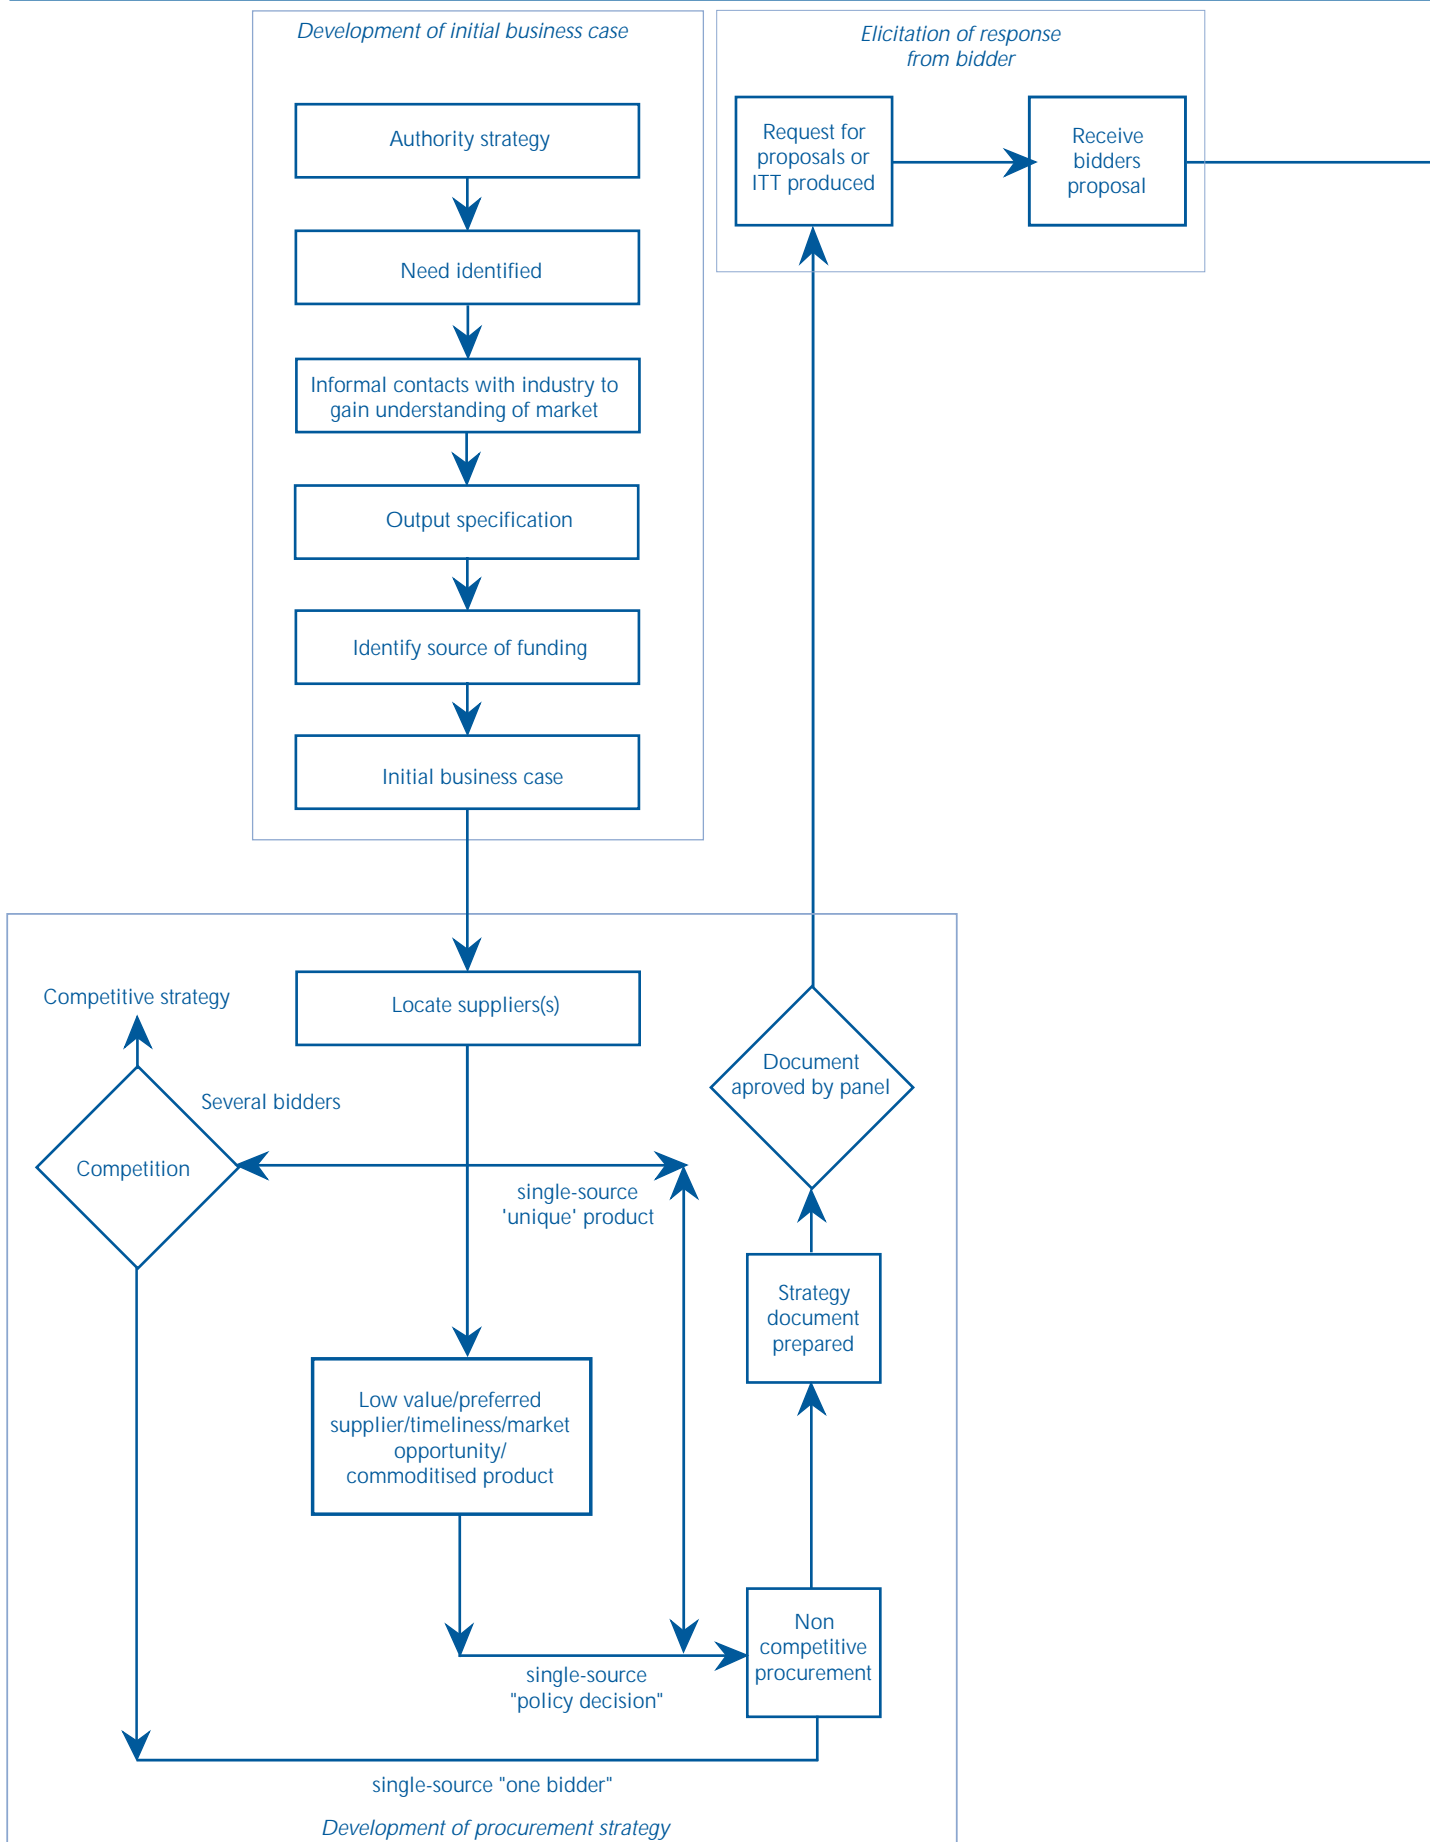 Development of initial business case
Authority strategy
Need identified
Informal contacts with industry to
gain understanding of market
Output specification
Identify source of funding
Initial business case
Elicitation of response
from bidder
Request for
proposals or
ITT produced
Receive
bidders
proposal
Locate suppliers(s)
Competitive strategy
Several bidders
Competition
single-source
'unique' product
Low value/preferred
supplier/timeliness/market
opportunity/
commoditised product
single-source
"policy decision"
Document
aproved by panel
Strategy
document
prepared
Non
competitive
procurement
single-source "one bidder"
Development of procurement strategy